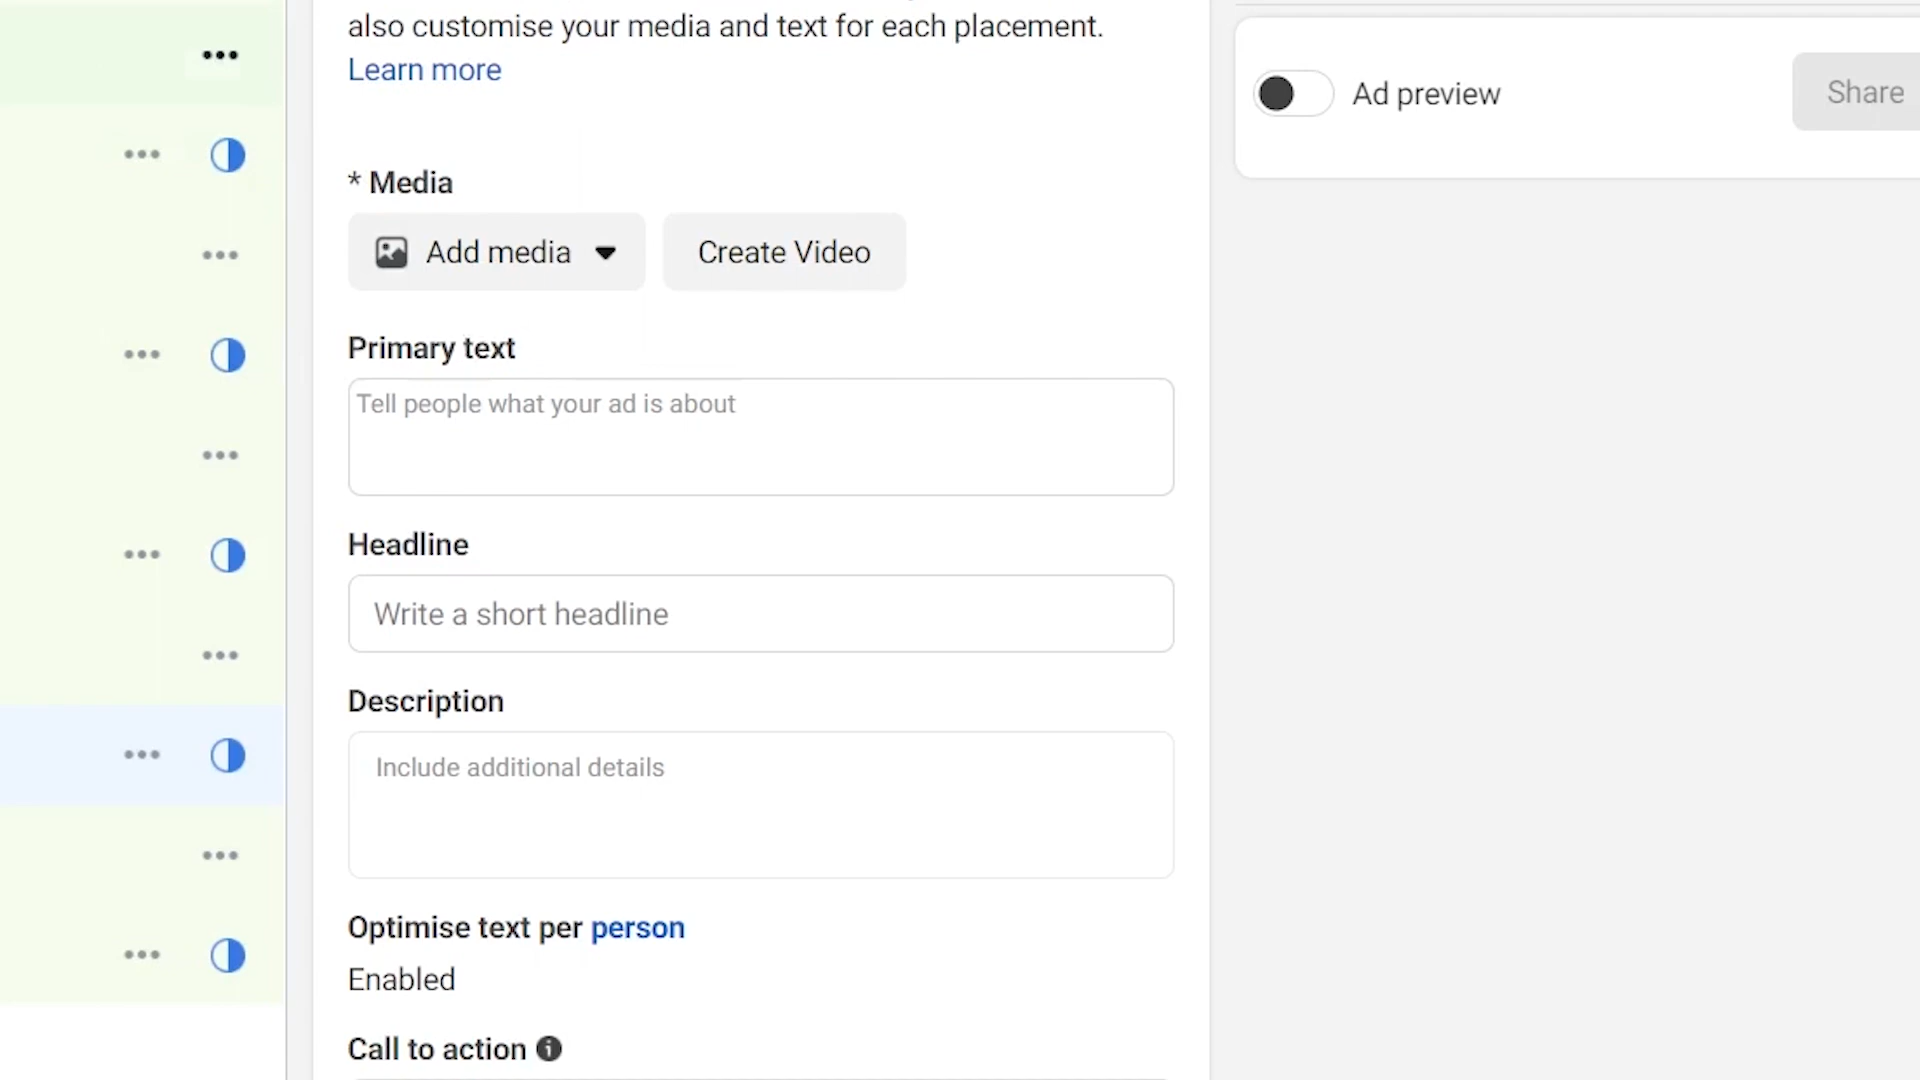 also customise your media and text for each placement.
Learn more
Ad preview
Share
* Media
Add media
Create Video
Primary text
Tell people what your ad is about
Headline
Write a short headline
Description
Include additional details
Optimise text per person
Enabled
Call to action